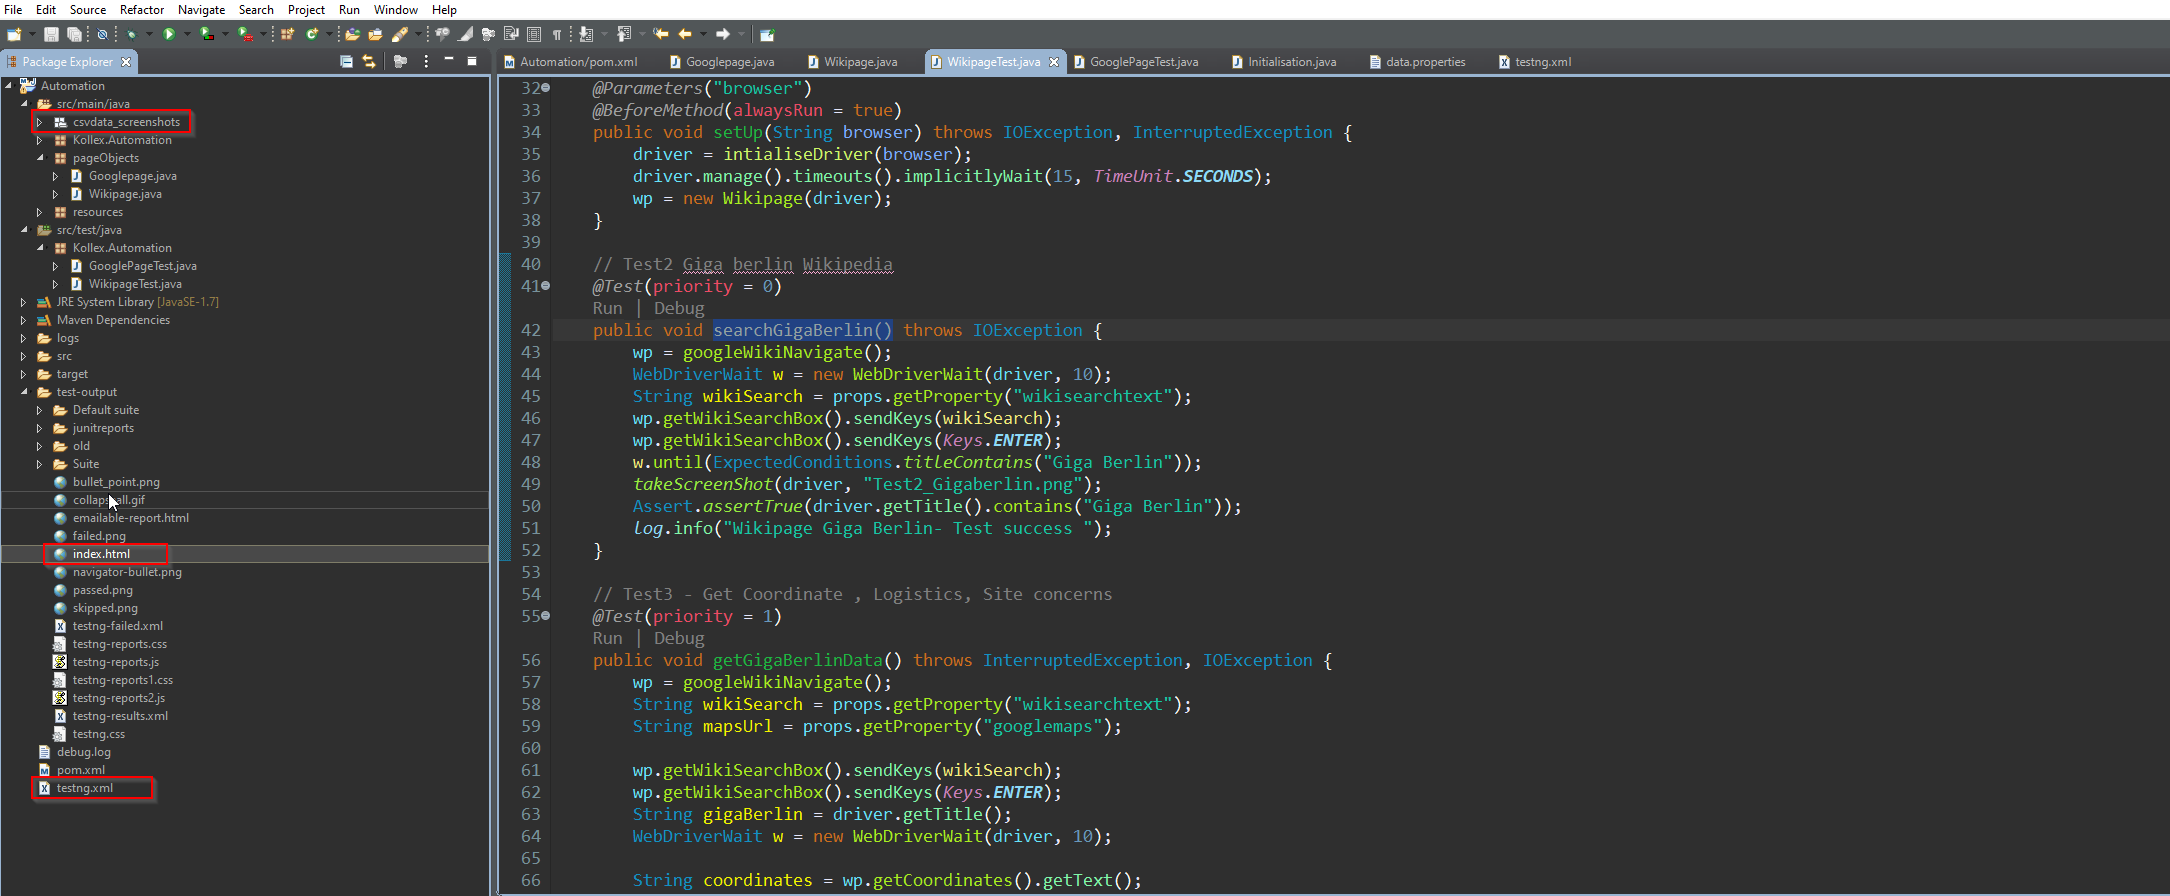 File Edit Source Refactor Navigate Search Project Run Window Help
Package Explorer
Automation
src/main/java
csvdata_screenshots
Kollex.Automation
pageObjects
Googlepage.java
Wikipage.java
resources
src/test/java
Kollex.Automation
GooglePageTest.java
WikipageTest.java
JRE System Library [JavaSE-1.7]
Maven Dependencies
logs
src
target
test-output
Default suite
junitreports
old
Suite
bullet_point.png
emailable-report.html
failed.png
index.html
navigator-bullet.png
passed.png
skipped.png
testng-failed.xml
testng-reports.css
testng-reports.js
testng-reports1.css
testng-reports2.js
testng-results.xml
testng.css
debug.log
pom.xml
testng.xml
Automation/pom.xml Googlepage.java Wikipage.java WikipageTest.java GooglePageTest.java Initialisation.java data.properties testng.xml
32 @Parameters("browser")
33 @BeforeMethod(alwaysRun = true)
34 public void setUp(String browser) throws IOException, InterruptedException {
35 driver = intialiseDriver(browser);
36 driver.manage().timeouts().implicitlyWait(15, TimeUnit.SECONDS);
37 wp = new Wikipage(driver);
38 }
39
40 // Test2 Giga berlin Wikipedia
41 @Test(priority = 0)
Run | Debug
42 public void searchGigaBerlin() throws IOException {
43 wp = googleWikiNavigate();
44 WebDriverWait w = new WebDriverWait(driver, 10);
45 String wikiSearch = props.getProperty("wikisearchtext");
46 wp.getWikiSearchBox().sendKeys(wikiSearch);
47 wp.getWikiSearchBox().sendKeys(Keys.ENTER);
48 w.until(ExpectedConditions.titleContains("Giga Berlin"));
49 takeScreenShot(driver, "Test2_Gigaberlin.png");
50 Assert.assertTrue(driver.getTitle().contains("Giga Berlin"));
51 log.info("Wikipage Giga Berlin- Test success ");
52 }
53
54 // Test3 - Get Coordinate , Logistics, Site concerns
55 @Test(priority = 1)
Run | Debug
56 public void getGigaBerlinData() throws InterruptedException, IOException {
57 wp = googleWikiNavigate();
58 String wikiSearch = props.getProperty("wikisearchtext");
59 String mapsUrl = props.getProperty("googlemaps");
60
61 wp.getWikiSearchBox().sendKeys(wikiSearch);
62 wp.getWikiSearchBox().sendKeys(Keys.ENTER);
63 String gigaBerlin = driver.getTitle();
64 WebDriverWait w = new WebDriverWait(driver, 10);
65
66 String coordinates = wp.getCoordinates().getText();